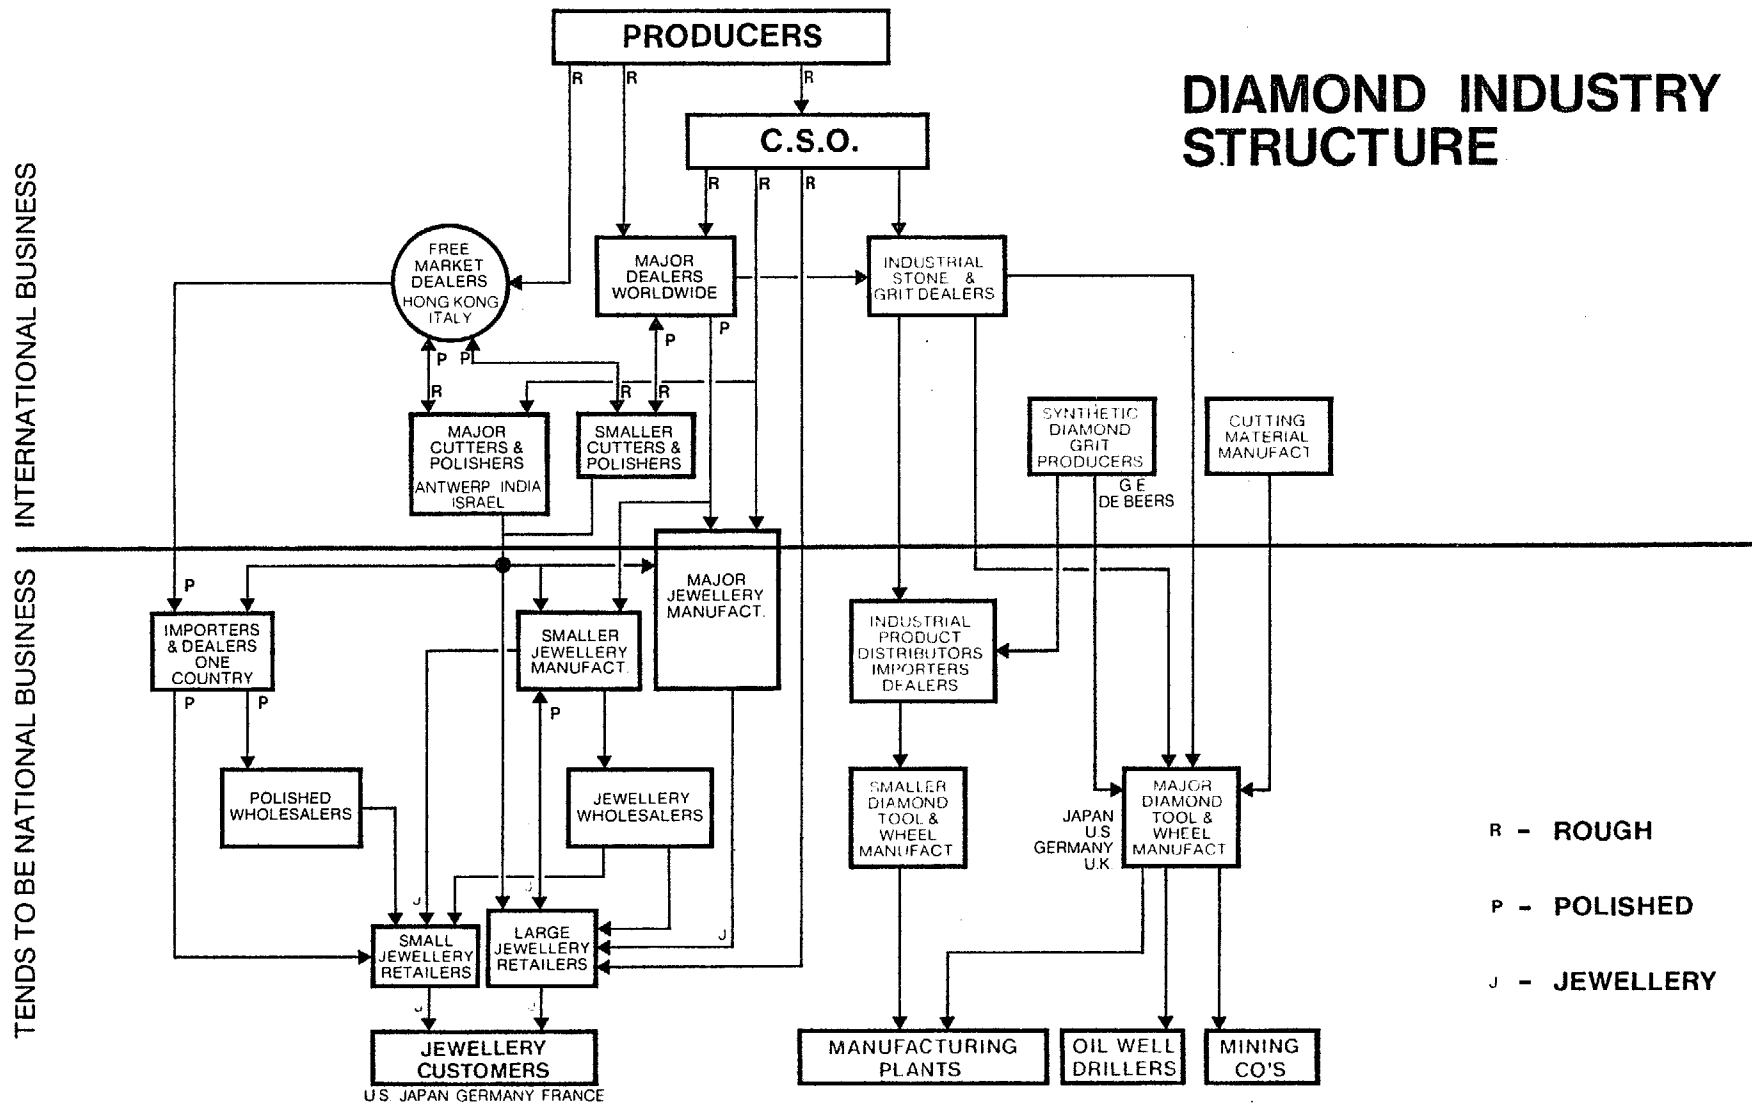 PRODUCERS
R
R
R
DIAMOND INDUSTRY
STRUCTURE
C.S.O.
R
R
R
INTERNATIONAL BUSINESS
FREE
MARKET
DEALERS
HONG KONG
ITALY
MAJOR
DEALERS
WORLDWIDE
INDUSTRIAL
STONE &
GRIT DEALERS
P
P
P
P
R
R
R
MAJOR
CUTTERS &
POLISHERS
ANTWERP INDIA
ISRAEL
SMALLER
CUTTERS &
POLISHERS
SYNTHETIC
DIAMOND
GRIT
PRODUCERS
G E
DE BEERS
CUTTING
MATERIAL
MANUFACT
TENDS TO BE NATIONAL BUSINESS
P
IMPORTERS
& DEALERS
ONE
COUNTRY
SMALLER
JEWELLERY
MANUFACT.
MAJOR
JEWELLERY
MANUFACT.
INDUSTRIAL
PRODUCT
DISTRIBUTORS
IMPORTERS
DEALERS
P
P
P
POLISHED
WHOLESALERS
JEWELLERY
WHOLESALERS
SMALLER
DIAMOND
TOOL &
WHEEL
MANUFACT
JAPAN
U.S
GERMANY
U.K.
MAJOR
DIAMOND
TOOL &
WHEEL
MANUFACT
R - ROUGH
P - POLISHED
J - JEWELLERY
J
J
J
SMALL
JEWELLERY
RETAILERS
LARGE
JEWELLERY
RETAILERS
J
J
JEWELLERY
CUSTOMERS
U.S. JAPAN GERMANY FRANCE
MANUFACTURING
PLANTS
OIL WELL
DRILLERS
MINING
CO'S